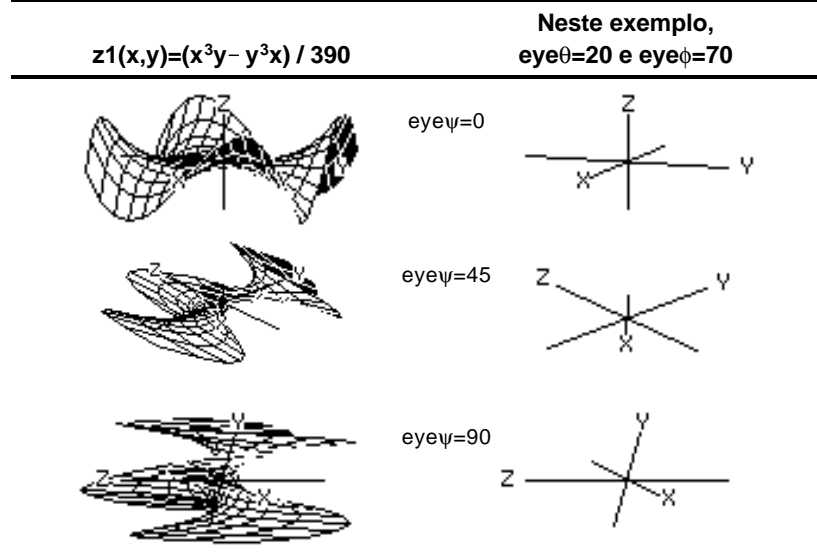 Neste exemplo,
z1(x,y)=(x³y– y³x) / 390
eyeθ=20 e eyeϕ=70
Z
eyeψ=0
Z
Y
X
Z
Y
eyeψ=45
Z
Y
X
Y
eyeψ=90
Y
Z
X
Z
X